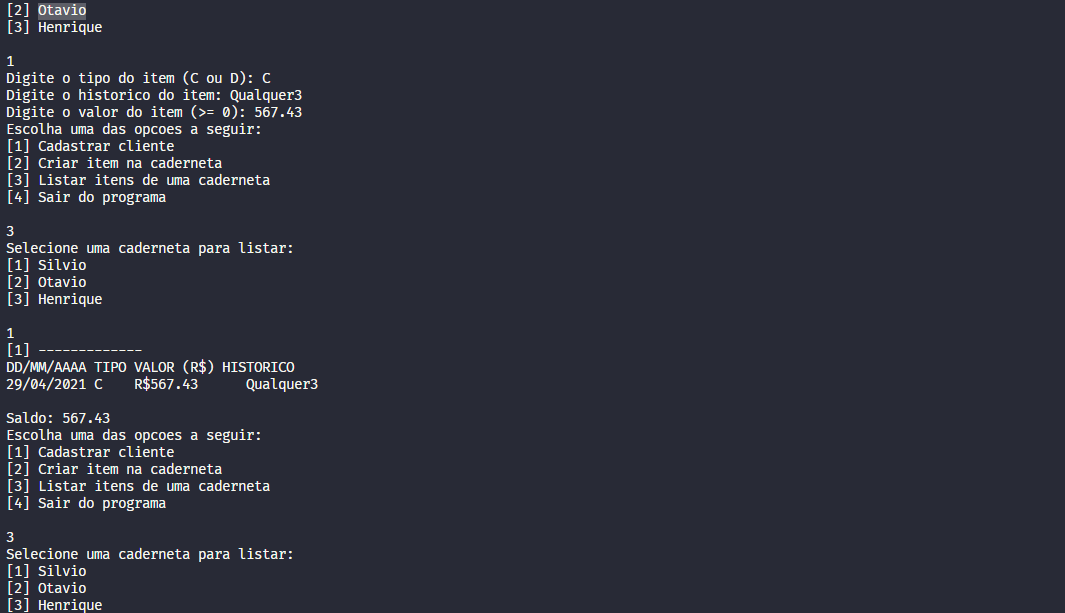 [2] Otavio
[3] Henrique
1
Digite o tipo do item (C ou D): C
Digite o historico do item: Qualquer3
Digite o valor do item (>= 0): 567.43
Escolha uma das opcoes a seguir:
[1] Cadastrar cliente
[2] Criar item na caderneta
[3] Listar itens de uma caderneta
[4] Sair do programa
3
Selecione uma caderneta para listar:
[1] Silvio
[2] Otavio
[3] Henrique
1
[1] -------------
DD/MM/AAAA TIPO VALOR (R$) HISTORICO
29/04/2021 C    R$567.43      Qualquer3
Saldo: 567.43
Escolha uma das opcoes a seguir:
[1] Cadastrar cliente
[2] Criar item na caderneta
[3] Listar itens de uma caderneta
[4] Sair do programa
3
Selecione uma caderneta para listar:
[1] Silvio
[2] Otavio
[3] Henrique